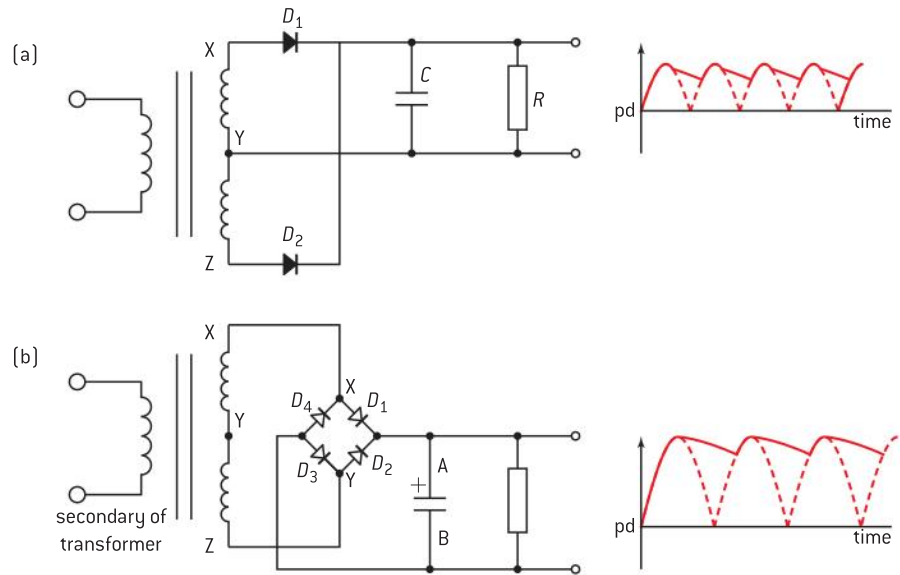 (a)
X
D1
C
R
Y
D2
Z
pd
time
(b)
X
X
D4
D1
Y
D3
D2
Y
A
+
B
Z
secondary of
transformer
pd
time